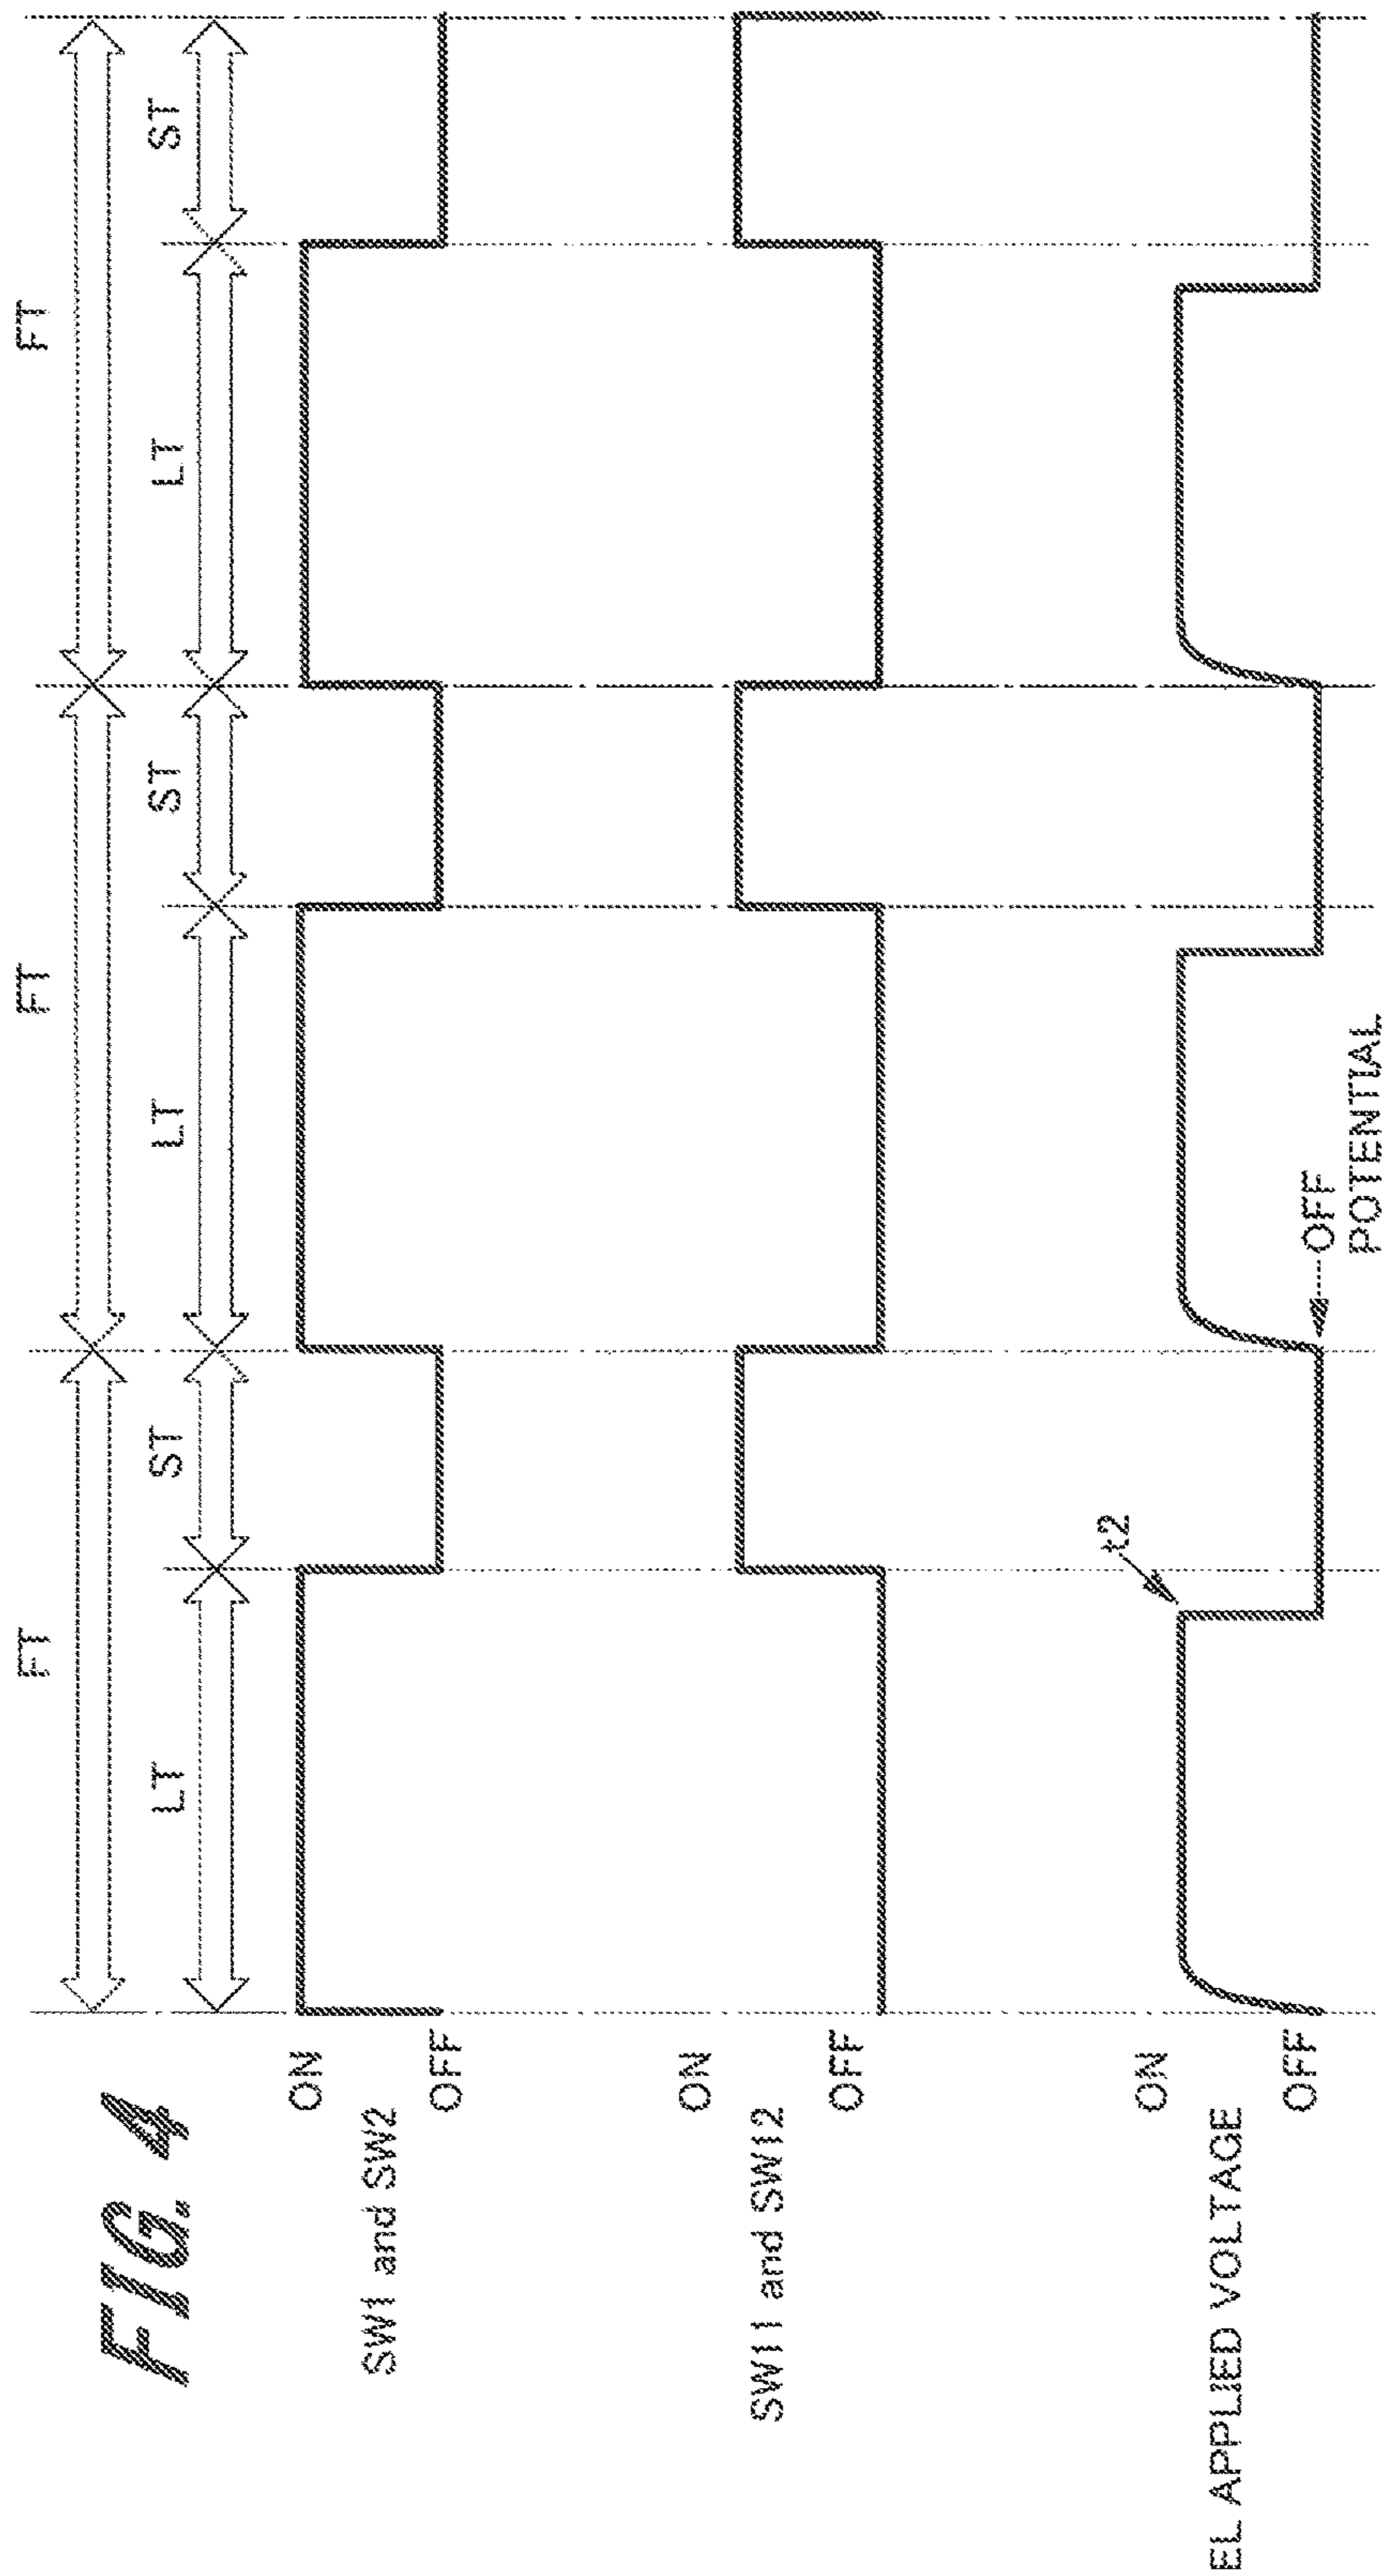 FIG. 4
FT
FT
FT
LT
ST
LT
ST
LT
ST
ON
SW1 and SW2
OFF
ON
SW11 and SW12
OFF
t2
ON
EL APPLIED VOLTAGE
OFF
OFF
POTENTIAL